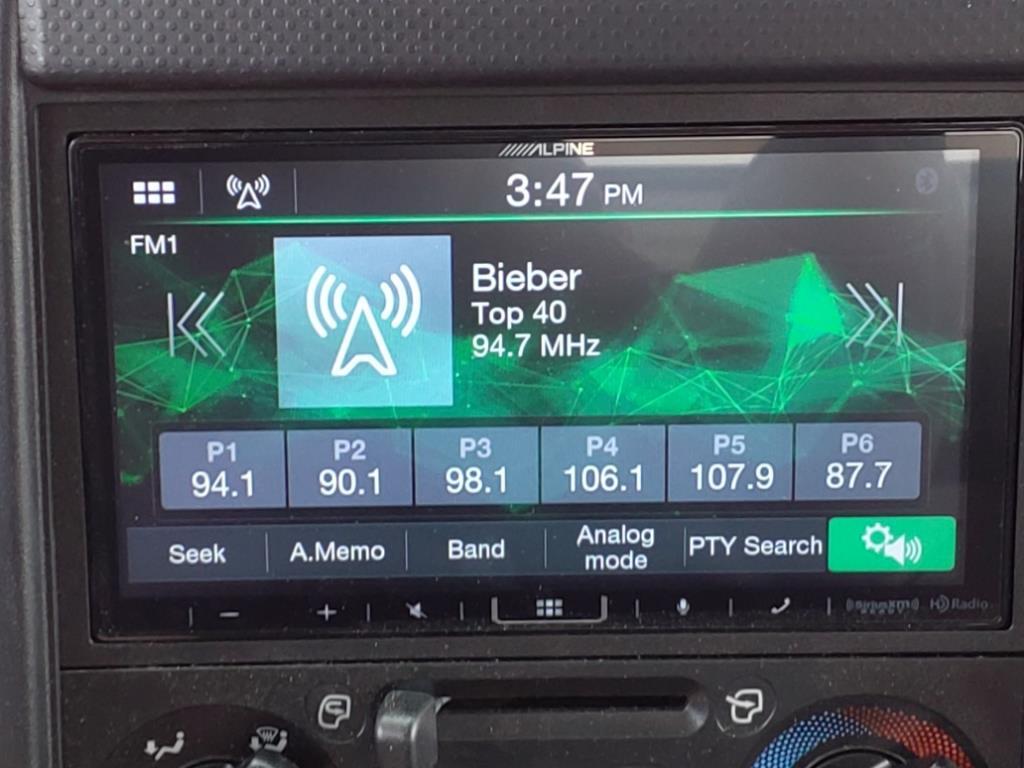 ALPINE
3:47 PM
FM1
Bieber
Top 40
94.7 MHz
P1 P2 P3 P4 P5 P6
94.1 90.1 98.1 106.1 107.9 87.7
Seek A.Memo Band Analog mode PTY Search
SiriusXM HD Radio